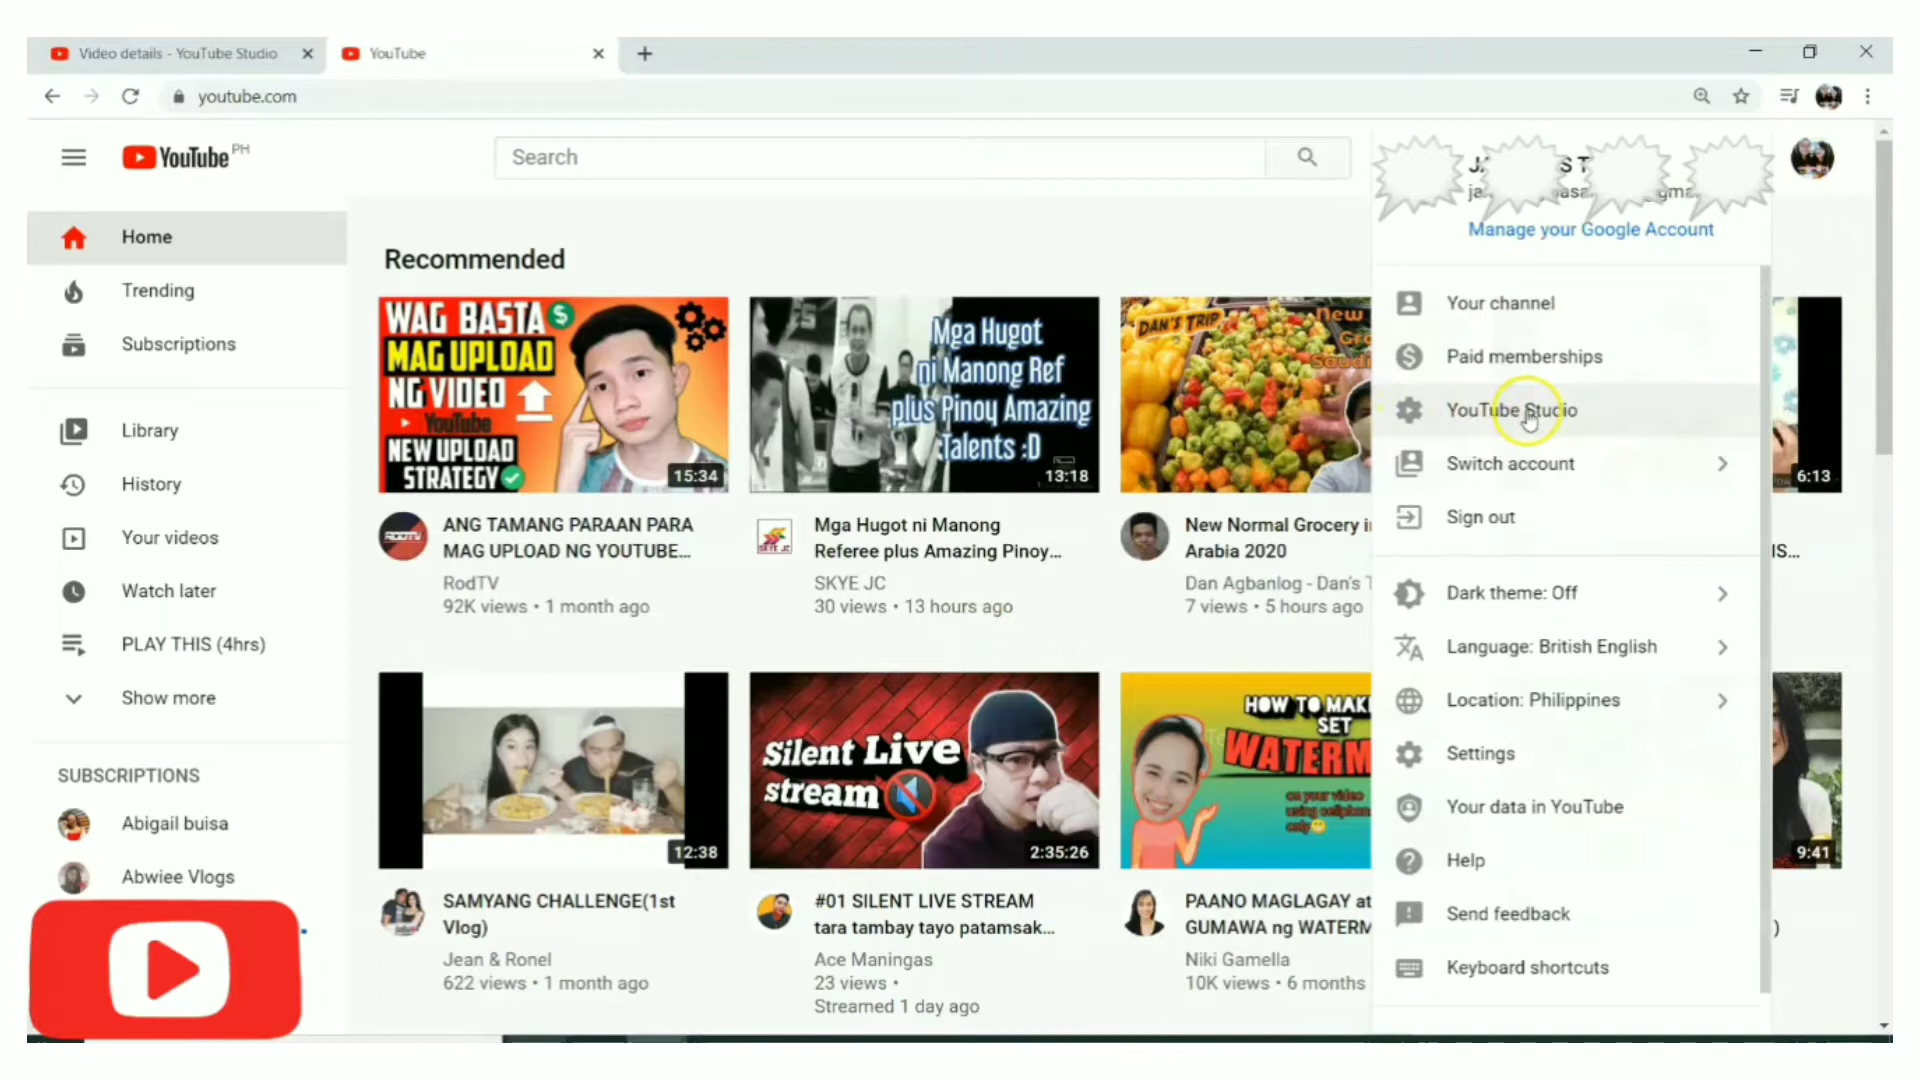 Video details - YouTube Studio
YouTube
youtube.com
YouTube PH
Search
Manage your Google Account
Home
Trending
Subscriptions
Library
History
Your videos
Watch later
PLAY THIS (4hrs)
Show more
SUBSCRIPTIONS
Abigail buisa
Abwiee Vlogs
Recommended
WAG BASTA
MAG UPLOAD
NG VIDEO
YouTube
NEW UPLOAD
STRATEGY
15:34
ANG TAMANG PARAAN PARA
MAG UPLOAD NG YOUTUBE...
RodTV
92K views • 1 month ago
Mga Hugot
ni Manong Ref
plus Pinoy Amazing
Talents :D
13:18
Mga Hugot ni Manong
Referee plus Amazing Pinoy...
SKYE JC
30 views • 13 hours ago
DAN'S TRIP
New
New Normal Grocery i
Arabia 2020
Dan Agbanlog - Dan's T
7 views • 5 hours ago
6:13
IS...
12:38
SAMYANG CHALLENGE(1st
Vlog)
Jean & Ronel
622 views • 1 month ago
Silent Live
stream
2:35:26
#01 SILENT LIVE STREAM
tara tambay tayo patamsak...
Ace Maningas
23 views •
Streamed 1 day ago
HOW TO MAKE
SET
WATERM
on your video
using cellphon
only
PAANO MAGLAGAY at
GUMAWA ng WATERM
Niki Gamella
10K views • 6 months
9:41
)
Your channel
Paid memberships
YouTube Studio
Switch account
Sign out
Dark theme: Off
Language: British English
Location: Philippines
Settings
Your data in YouTube
Help
Send feedback
Keyboard shortcuts